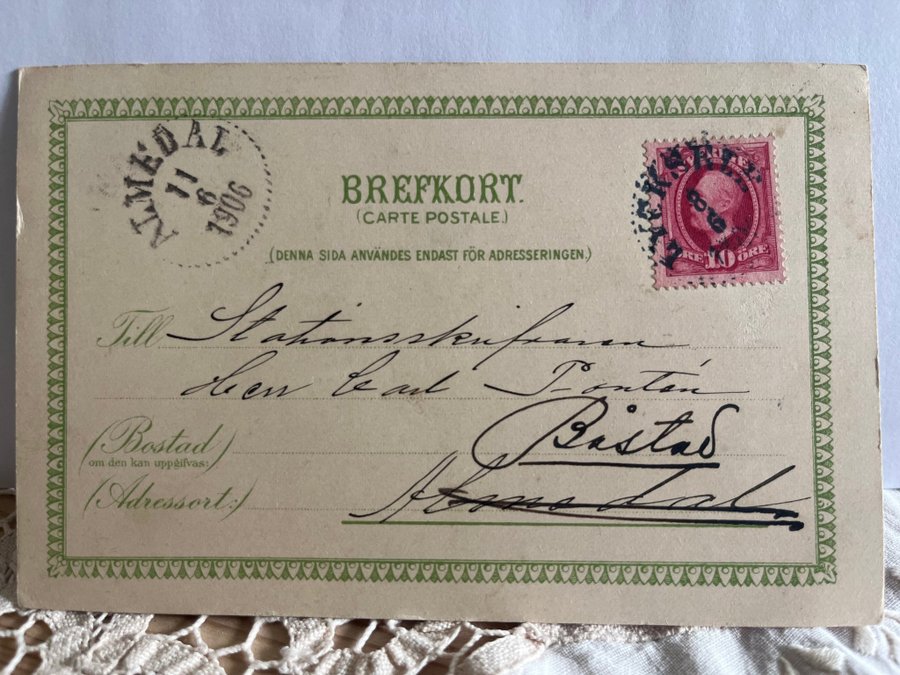 ALMEDAL
11
6
1906
BREFKORT.
(CARTE POSTALE.)
(DENNA SIDA ANVÄNDES ENDAST FÖR ADRESSERINGEN.)
LYCKSELE
10 ÖRE
Till Stationsskrifvaren
Herr Carl Pontén
Båstad
(Bostad
om den kan uppgifvas:)
(Adressort:) Almedal